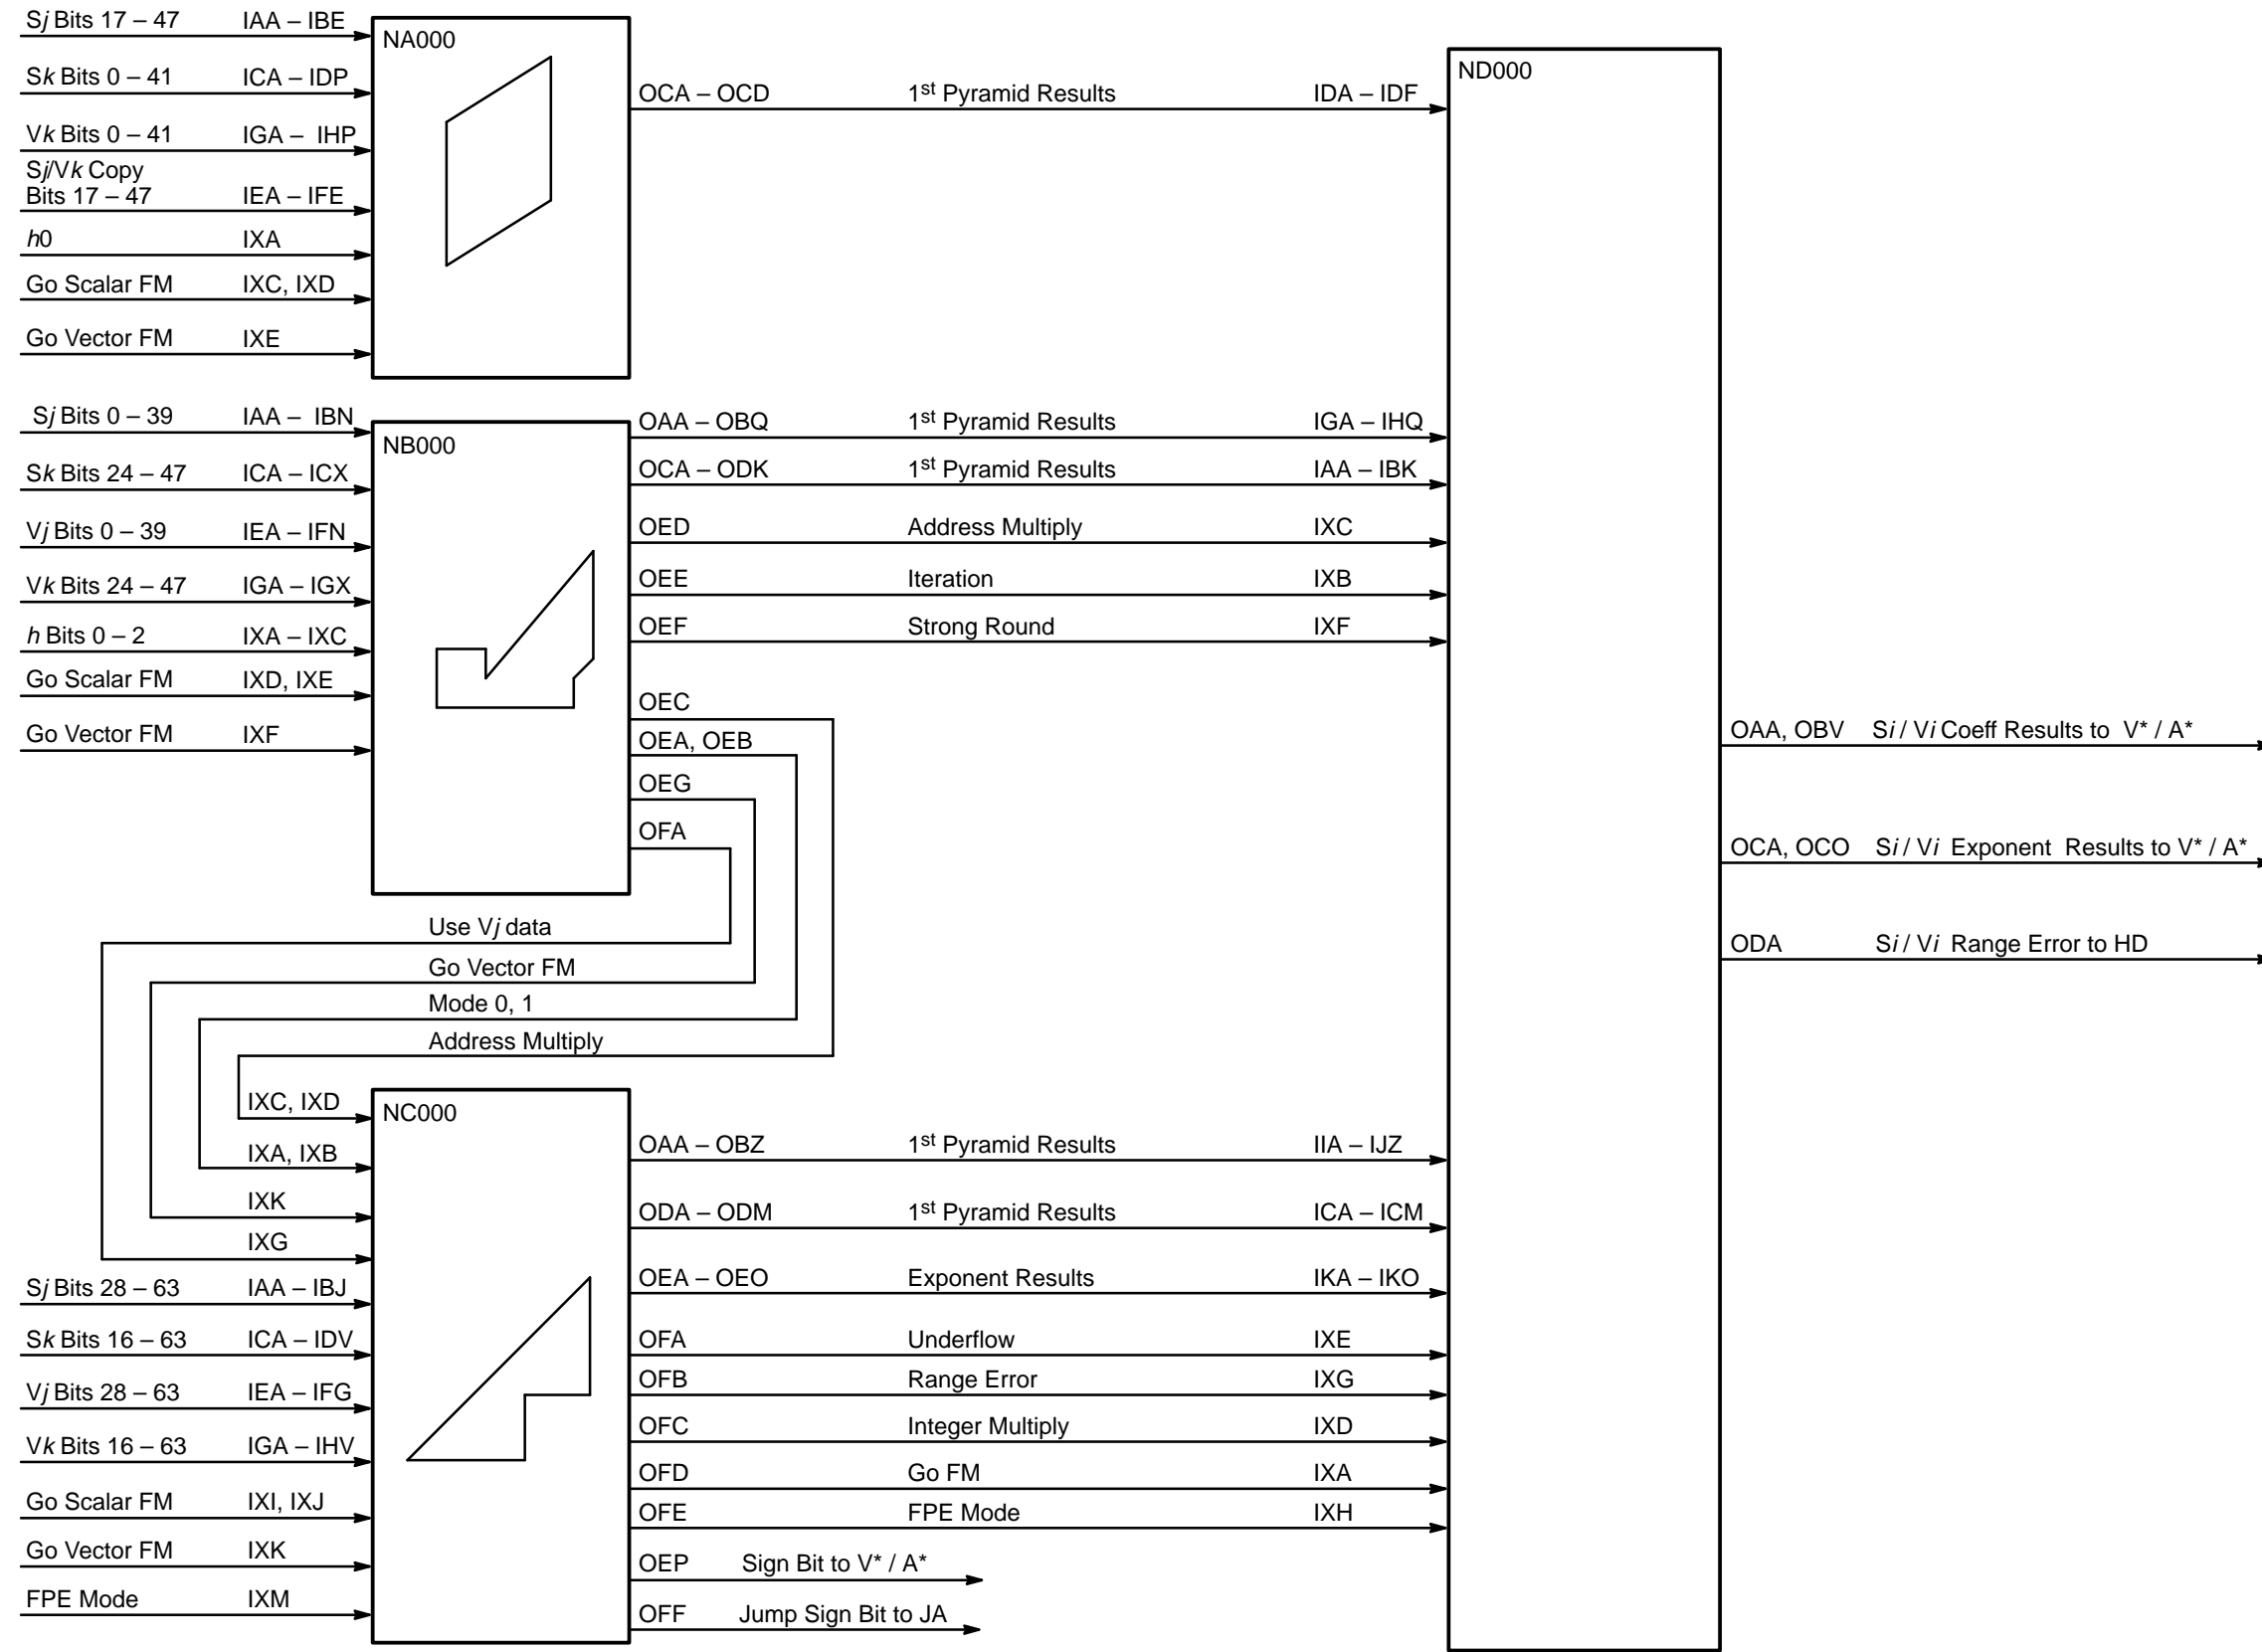 Sj Bits 17 – 47 IAA – IBE
NA000
Sk Bits 0 – 41 ICA – IDP
Vk Bits 0 – 41 IGA – IHP
Sj/Vk Copy
Bits 17 – 47 IEA – IFE
h0 IXA
Go Scalar FM IXC, IXD
Go Vector FM IXE
OCA – OCD 1st Pyramid Results IDA – IDF
ND000
Sj Bits 0 – 39 IAA – IBN
NB000
Sk Bits 24 – 47 ICA – ICX
Vj Bits 0 – 39 IEA – IFN
Vk Bits 24 – 47 IGA – IGX
h Bits 0 – 2 IXA – IXC
Go Scalar FM IXD, IXE
Go Vector FM IXF
OAA – OBQ 1st Pyramid Results IGA – IHQ
OCA – ODK 1st Pyramid Results IAA – IBK
OED Address Multiply IXC
OEE Iteration IXB
OEF Strong Round IXF
OEC
OEA, OEB
OEG
OFA
Use Vj data
Go Vector FM
Mode 0, 1
Address Multiply
IXC, IXD
NC000
IXA, IXB
IXK
IXG
Sj Bits 28 – 63 IAA – IBJ
Sk Bits 16 – 63 ICA – IDV
Vj Bits 28 – 63 IEA – IFG
Vk Bits 16 – 63 IGA – IHV
Go Scalar FM IXI, IXJ
Go Vector FM IXK
FPE Mode IXM
OAA – OBZ 1st Pyramid Results IIA – IJZ
ODA – ODM 1st Pyramid Results ICA – ICM
OEA – OEO Exponent Results IKA – IKO
OFA Underflow IXE
OFB Range Error IXG
OFC Integer Multiply IXD
OFD Go FM IXA
OFE FPE Mode IXH
OEP Sign Bit to V* / A*
OFF Jump Sign Bit to JA
OAA, OBV Si / Vi Coeff Results to V* / A*
OCA, OCO Si / Vi Exponent Results to V* / A*
ODA Si / Vi Range Error to HD